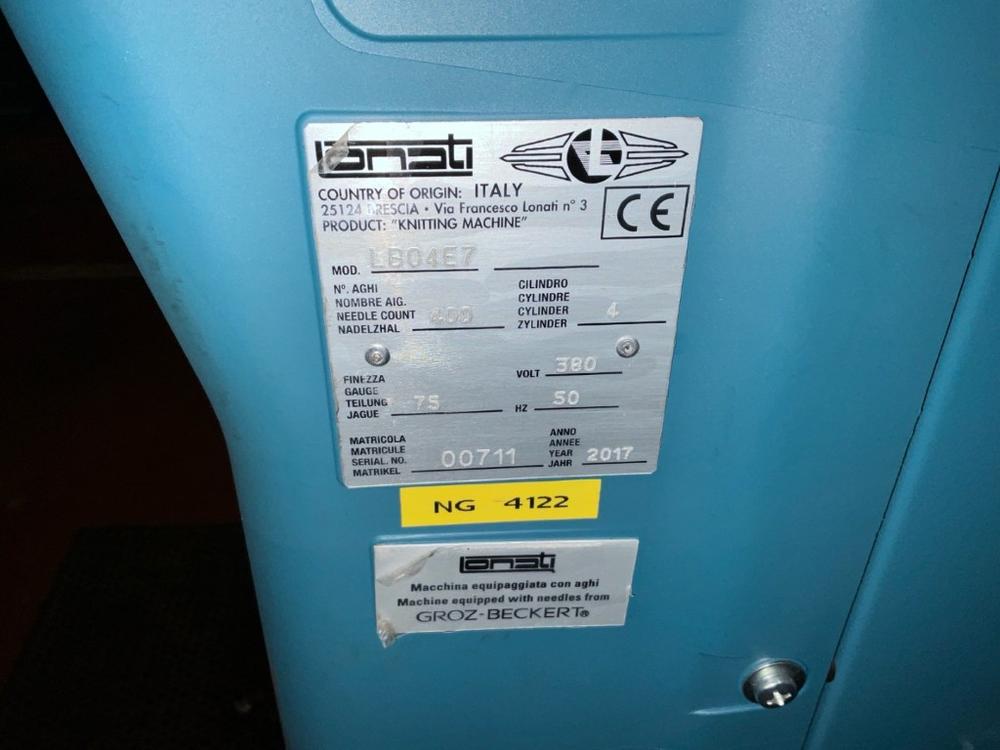 Lonati
COUNTRY OF ORIGIN: ITALY
25124 BRESCIA • Via Francesco Lonati n° 3
PRODUCT: "KNITTING MACHINE"
CE
MOD. LB04E7
N°. AGHI
NOMBRE AIG.
NEEDLE COUNT 400
NADELZHAL
CILINDRO
CYLINDRE
CYLINDER 4
ZYLINDER
FINEZZA
GAUGE
TEILUNG 75
JAGUE
VOLT 380
HZ 50
MATRICOLA
MATRICULE
SERIAL. NO. 00711
MATRIKEL
ANNO
ANNEE
YEAR 2017
JAHR
NG 4122
Lonati
Macchina equipaggiata con aghi
Machine equipped with needles from
GROZ-BECKERT®